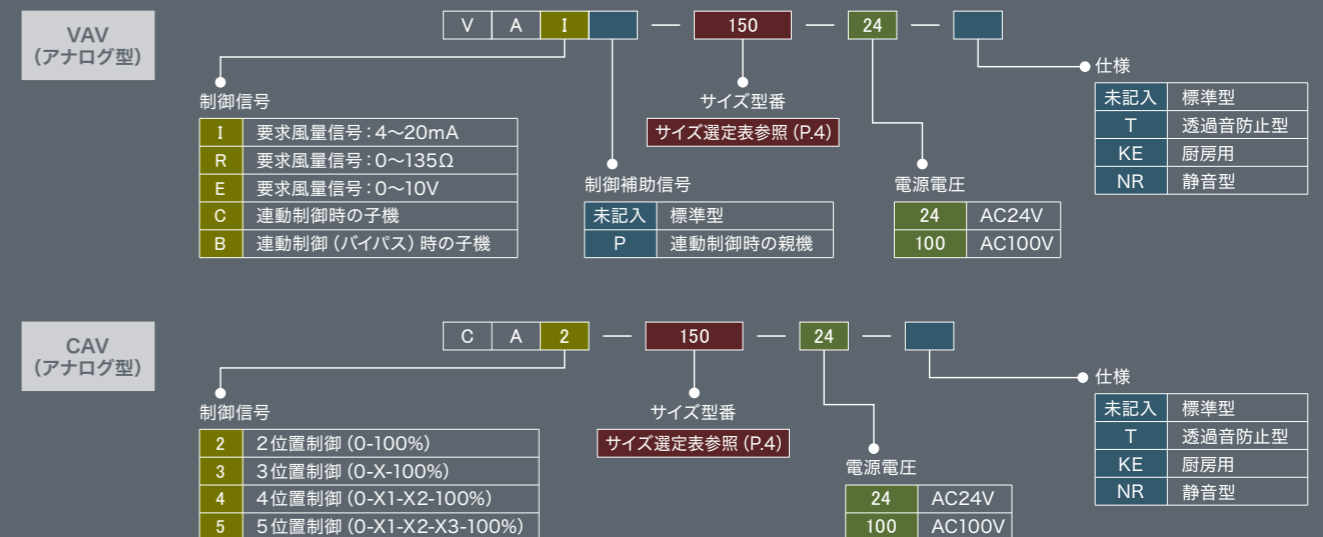 VAV
(アナログ型)
V A I — 150 — 24 —
制御信号
I 要求風量信号：4～20mA
R 要求風量信号：0～135Ω
E 要求風量信号：0～10V
C 連動制御時の子機
B 連動制御（バイパス）時の子機
制御補助信号
未記入 標準型
P 連動制御時の親機
サイズ型番
サイズ選定表参照（P.4）
電源電圧
24 AC24V
100 AC100V
仕様
未記入 標準型
T 透過音防止型
KE 厨房用
NR 静音型
CAV
(アナログ型)
C A 2 — 150 — 24 —
制御信号
2 2位置制御（0-100%）
3 3位置制御（0-X-100%）
4 4位置制御（0-X1-X2-100%）
5 5位置制御（0-X1-X2-X3-100%）
サイズ型番
サイズ選定表参照（P.4）
電源電圧
24 AC24V
100 AC100V
仕様
未記入 標準型
T 透過音防止型
KE 厨房用
NR 静音型